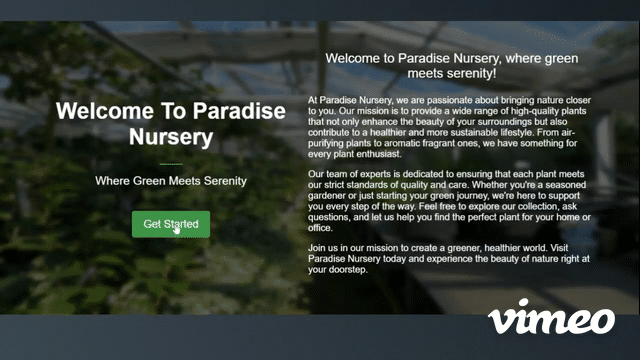 Welcome To Paradise
Nursery
Where Green Meets Serenity
Get Started
Welcome to Paradise Nursery, where green
meets serenity!
At Paradise Nursery, we are passionate about bringing nature closer
to you. Our mission is to provide a wide range of high-quality plants
that not only enhance the beauty of your surroundings but also
contribute to a healthier and more sustainable lifestyle. From air-
purifying plants to aromatic fragrant ones, we have something for
every plant enthusiast.
Our team of experts is dedicated to ensuring that each plant meets
our strict standards of quality and care. Whether you're a seasoned
gardener or just starting your green journey, we're here to support
you every step of the way. Feel free to explore our collection, ask
questions, and let us help you find the perfect plant for your home or
office.
Join us in our mission to create a greener, healthier world. Visit
Paradise Nursery today and experience the beauty of nature right at
your doorstep.
vimeo